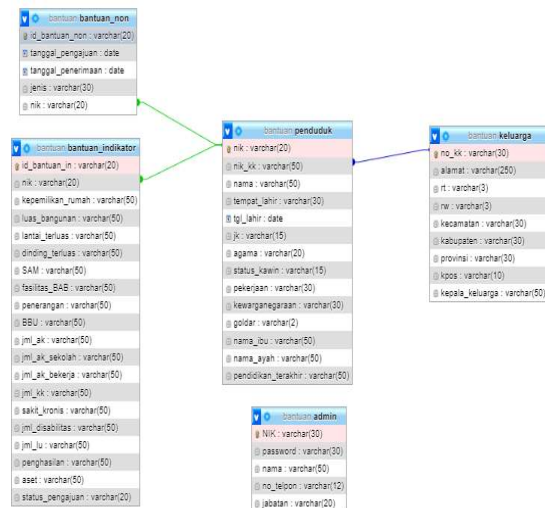 bantuan bantuan_non
id_bantuan_non : varchar(20)
tanggal_pengajuan : date
tanggal_penerimaan : date
jenis : varchar(30)
nik : varchar(20)
bantuan bantuan_indikator
id_bantuan_in : varchar(20)
nik : varchar(20)
kepemilikan_rumah : varchar(50)
luas_bangunan : varchar(50)
lantai_terluas : varchar(50)
dinding_terluas : varchar(50)
SAM : varchar(50)
fasilitas_BAB : varchar(50)
penerangan : varchar(50)
BBU : varchar(50)
jml_ak : varchar(50)
jml_ak_sekolah : varchar(50)
jml_ak_bekerja : varchar(50)
jml_kk : varchar(50)
sakit_kronis : varchar(50)
jml_disabilitas : varchar(50)
jml_lu : varchar(50)
penghasilan : varchar(50)
aset : varchar(50)
status_pengajuan : varchar(20)
bantuan penduduk
nik : varchar(20)
nik_kk : varchar(50)
nama : varchar(50)
tempat_lahir : varchar(30)
tgl_lahir : date
jk : varchar(15)
agama : varchar(20)
status_kawin : varchar(15)
pekerjaan : varchar(30)
kewarganegaraan : varchar(30)
goldar : varchar(2)
nama_ibu : varchar(50)
nama_ayah : varchar(50)
pendidikan_terakhir : varchar(50)
bantuan keluarga
no_kk : varchar(30)
alamat : varchar(250)
rt : varchar(3)
rw : varchar(3)
kecamatan : varchar(30)
kabupaten : varchar(30)
provinsi : varchar(30)
kpos : varchar(10)
kepala_keluarga : varchar(50)
bantuan admin
NIK : varchar(30)
password : varchar(30)
nama : varchar(50)
no_telpon : varchar(12)
jabatan : varchar(20)